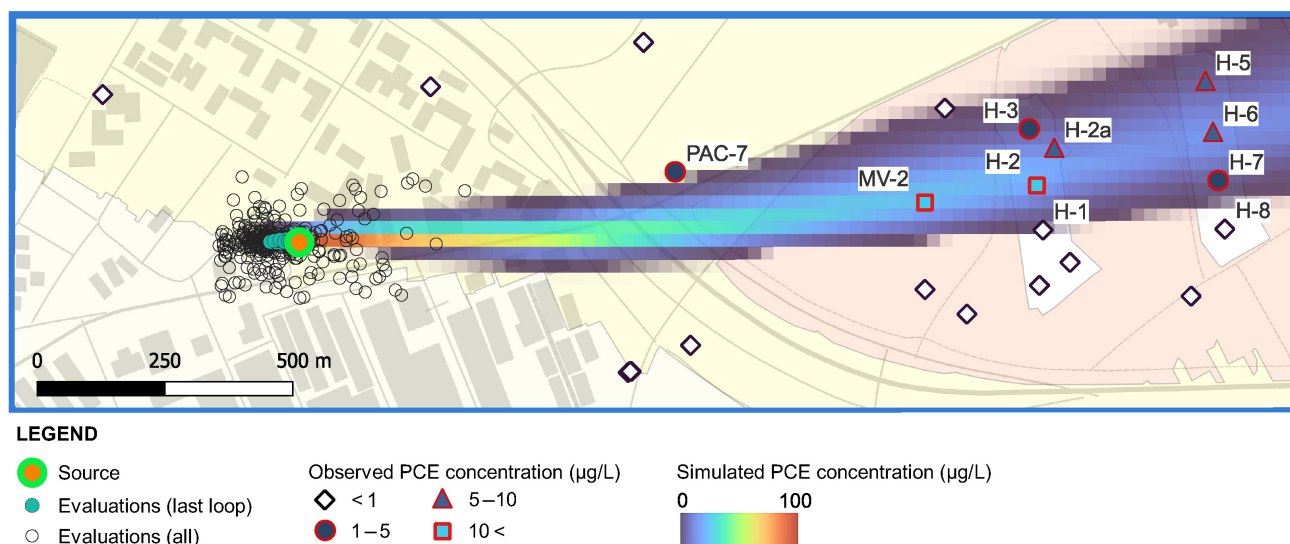 H-5
H-3
H-6
H-2a
PAC-7
H-2
H-7
MV-2
H-1
H-8
0 250 500 m
LEGEND
Source
Observed PCE concentration (µg/L)
Simulated PCE concentration (µg/L)
Evaluations (last loop)
< 1
5–10
0 100
Evaluations (all)
1–5
10 <